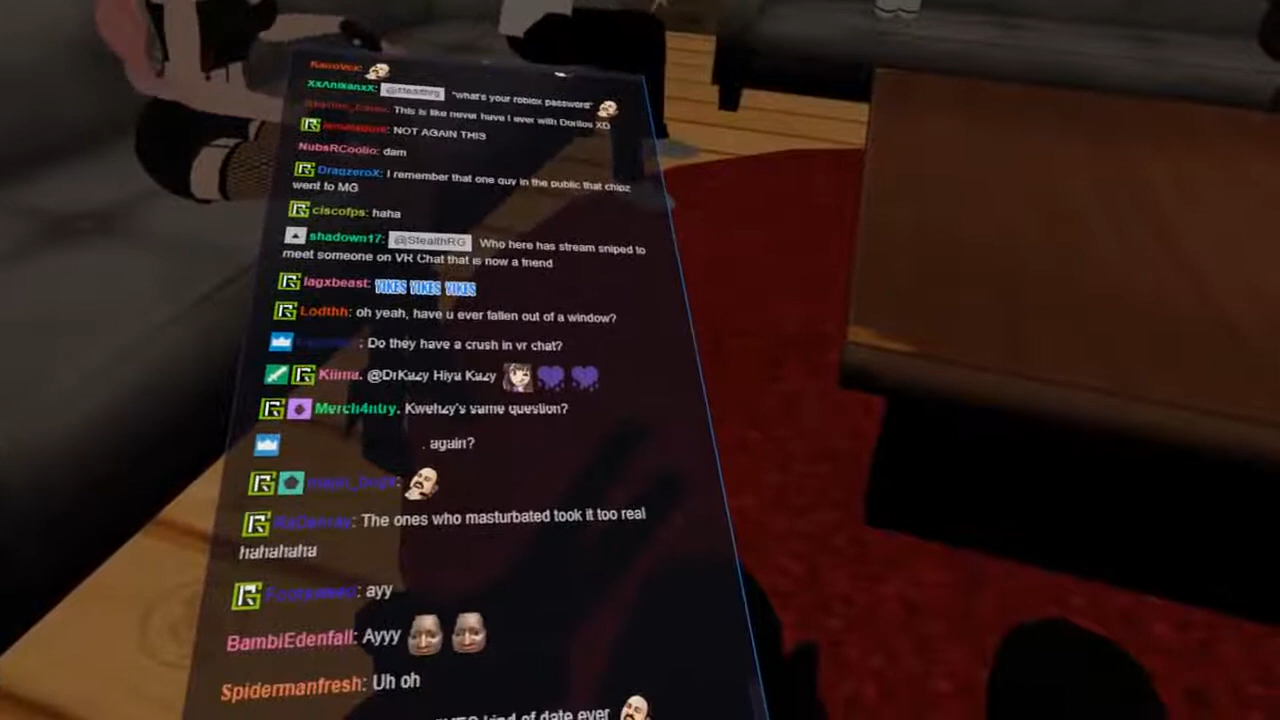 XxAnikanxX: @stealthrg "what's your roblox password"
This is like never have I ever with Doritos XD
: NOT AGAIN THIS
NubsRCoolio: dam
DragzeroX: I remember that one guy in the public that chipz
went to MG
ciscofps: haha
shadown17: @StealthRG Who here has stream sniped to
meet someone on VR Chat that is now a friend
lagxbeast: YIKES YIKES YIKES
Lodthh: oh yeah, have u ever fallen out of a window?
: Do they have a crush in vr chat?
Kiima. @DrKazy Hiya Kazy
Merch4ntry. Kwehzy's same question?
. again?
: The ones who masturbated took it too real
hahahaha
: ayy
BambiEdenfall: Ayyy
Spidermanfresh: Uh oh
kind of date ever